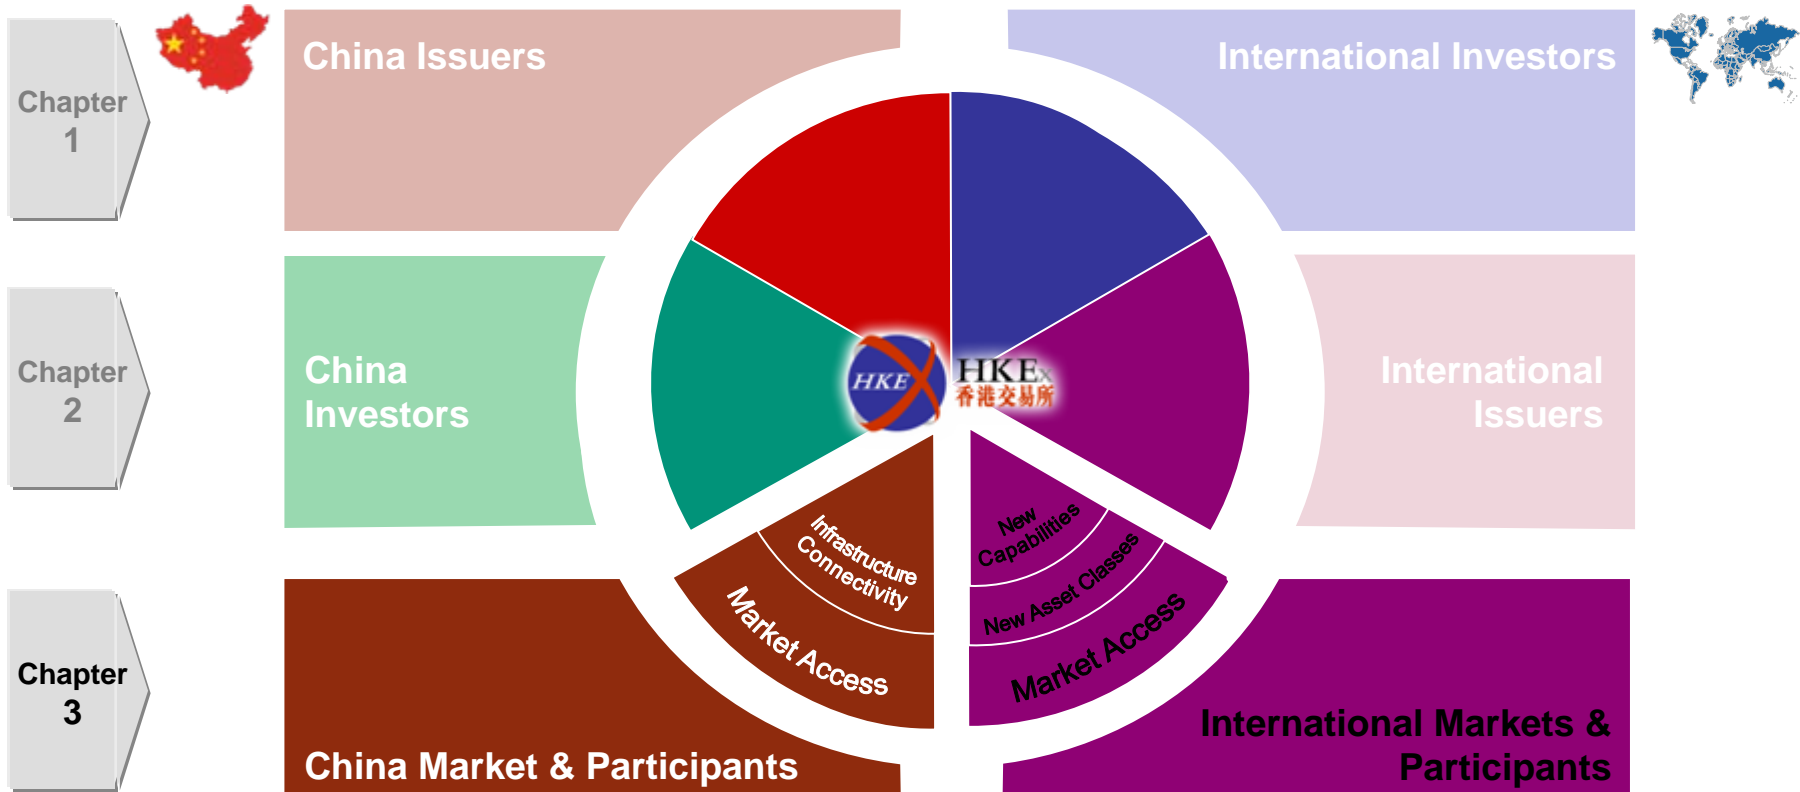 Chapter
1
China Issuers
International Investors
Chapter
2
China
Investors
HKEX
HKEx
香港交易所
International
Issuers
Infrastructure
Connectivity
Market Access
New
Capabilities
New Asset Classes
Market Access
Chapter
3
China Market & Participants
International Markets &
Participants